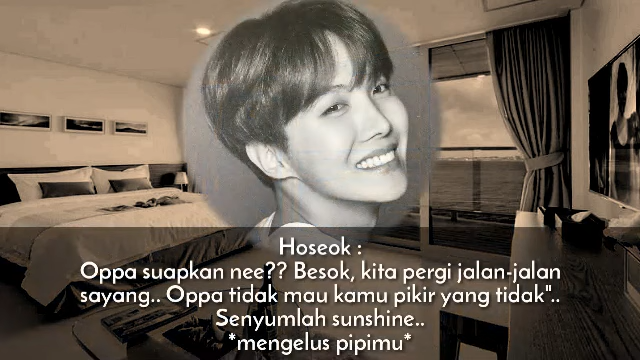 Hoseok :
Oppa suapkan nee?? Besok, kita pergi jalan-jalan
sayang.. Oppa tidak mau kamu pikir yang tidak"..
Senyumlah sunshine..
*mengelus pipimu*